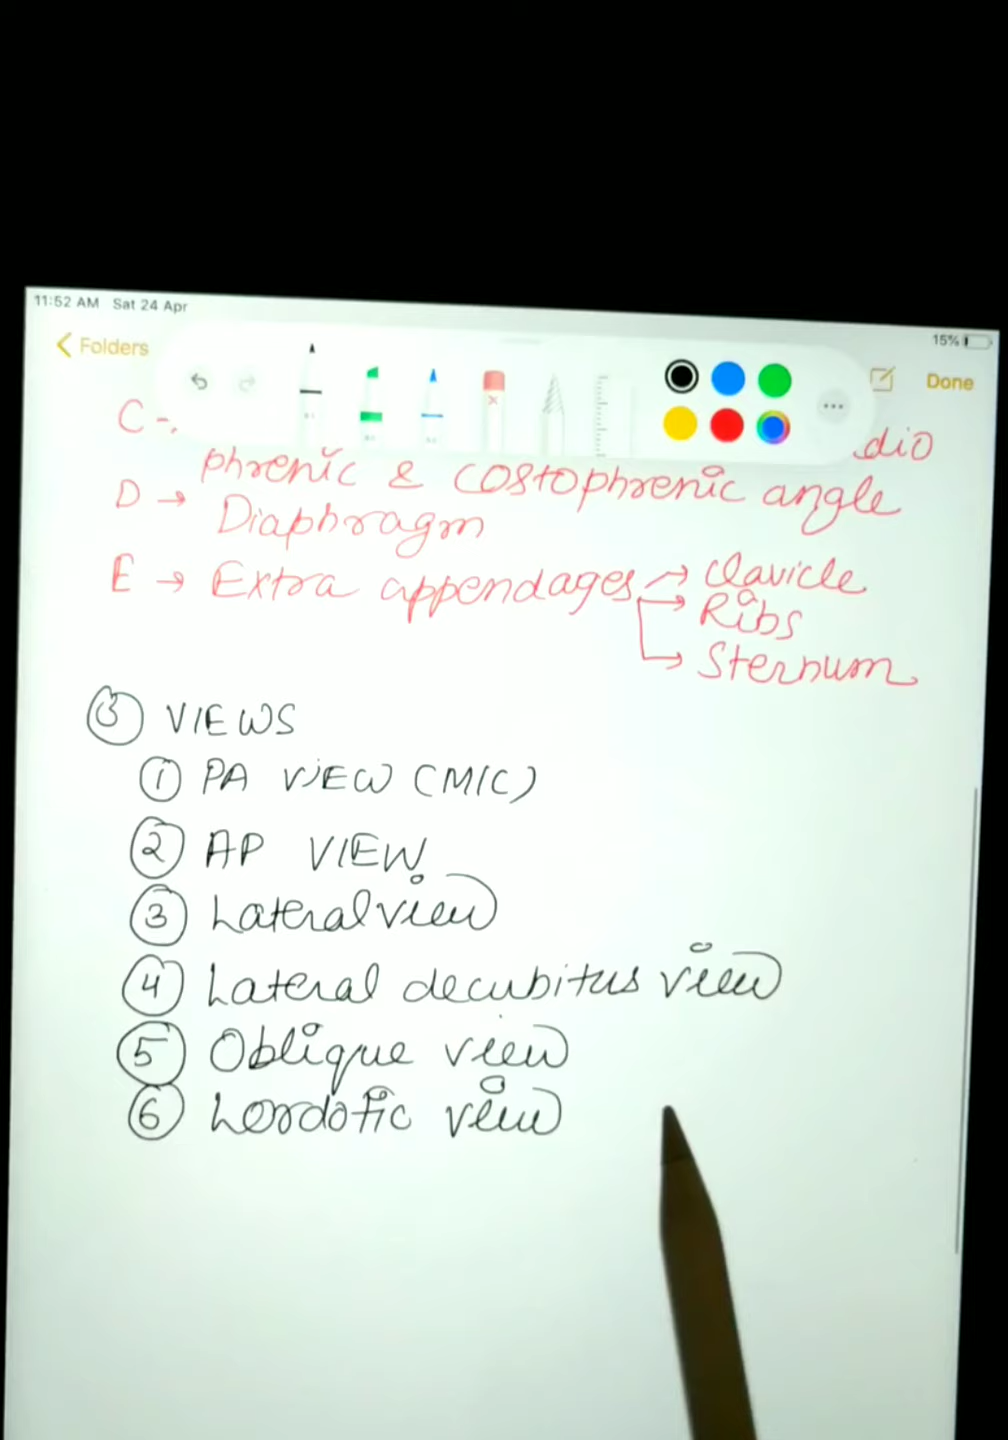 11:52 AM Sat 24 Apr
15%
Folders
Done
C -
dio
phrenic & costophrenic angle
D → Diaphragm
E → Extra appendages → Clavicle
→ Ribs
→ Sternum
③ VIEWS
① PA VIEW (MIC)
② AP VIEW
③ Lateral view
④ Lateral decubitus view
⑤ Oblique view
⑥ Lordotic view